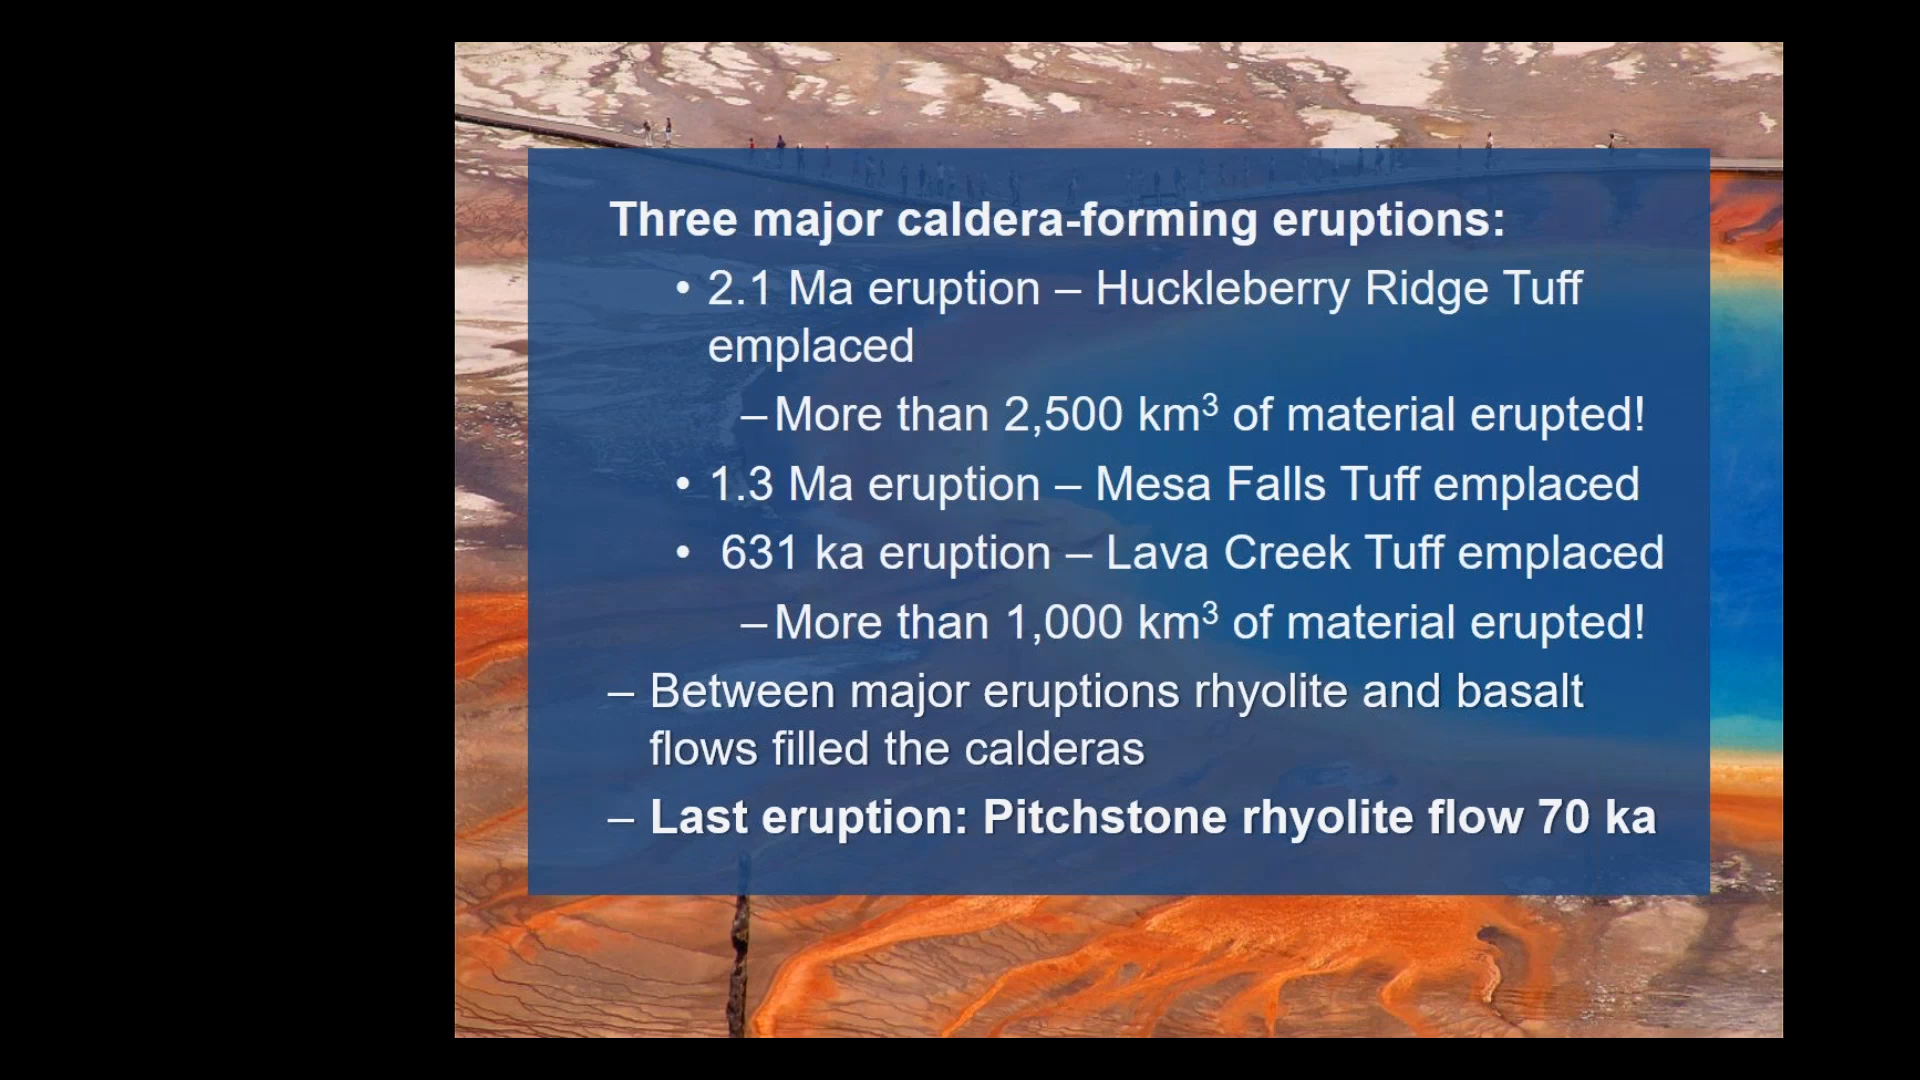 Three major caldera-forming eruptions:
• 2.1 Ma eruption – Huckleberry Ridge Tuff
emplaced
– More than 2,500 km³ of material erupted!
• 1.3 Ma eruption – Mesa Falls Tuff emplaced
• 631 ka eruption – Lava Creek Tuff emplaced
– More than 1,000 km³ of material erupted!
– Between major eruptions rhyolite and basalt
flows filled the calderas
– Last eruption: Pitchstone rhyolite flow 70 ka